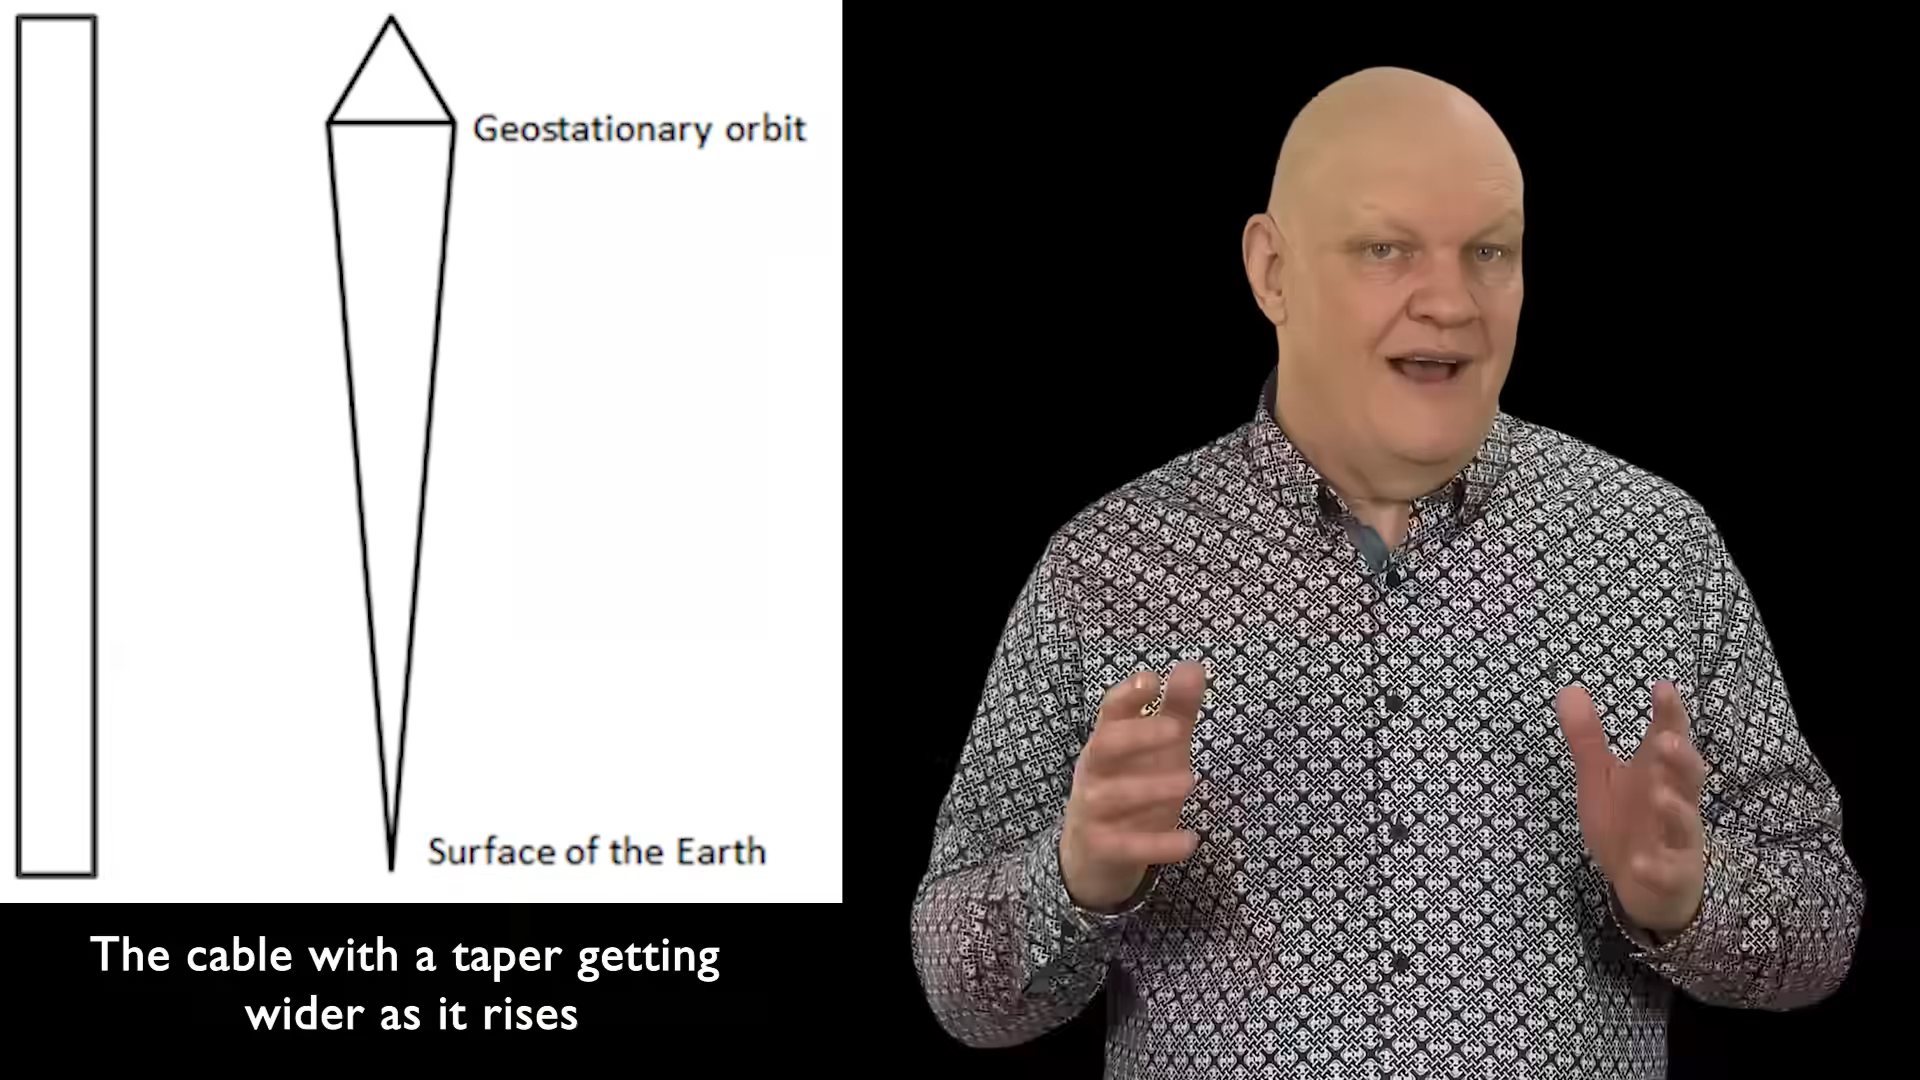 Geostationary orbit
Surface of the Earth
The cable with a taper getting
wider as it rises